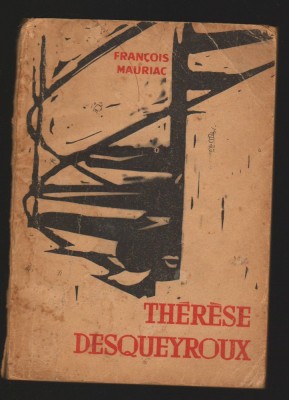 FRANÇOIS
MAURIAC
THÉRÈSE
DESQUEYROUX